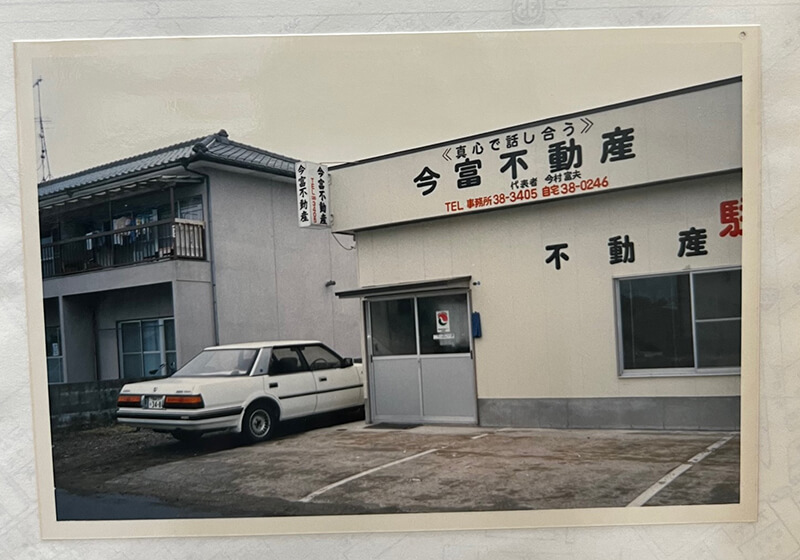 《真心で話し合う》
今富不動産
代表者 今村富夫
TEL 事務所38-3405 自宅38-0246
今富不動産
今富不動産
不動産